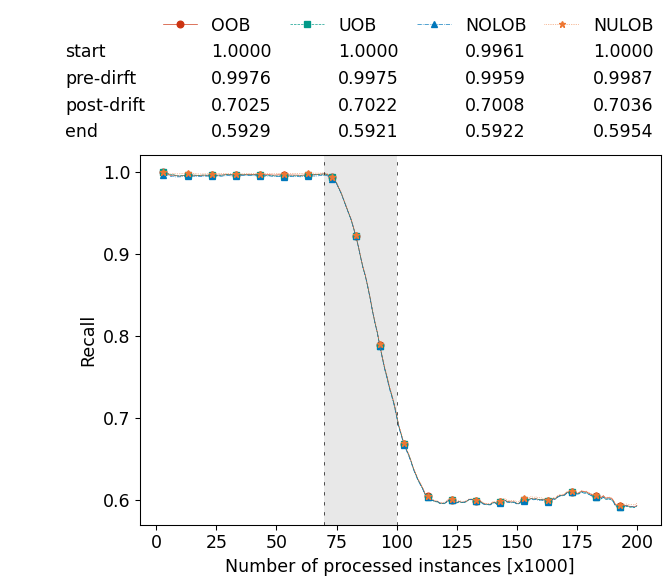 OOB UOB NOLOB NULOB
start 1.0000 1.0000 0.9961 1.0000
pre-dirft 0.9976 0.9975 0.9959 0.9987
post-drift 0.7025 0.7022 0.7008 0.7036
end 0.5929 0.5921 0.5922 0.5954
1.0
0.9
0.8
0.7
0.6
Recall
0 25 50 75 100 125 150 175 200
Number of processed instances [x1000]